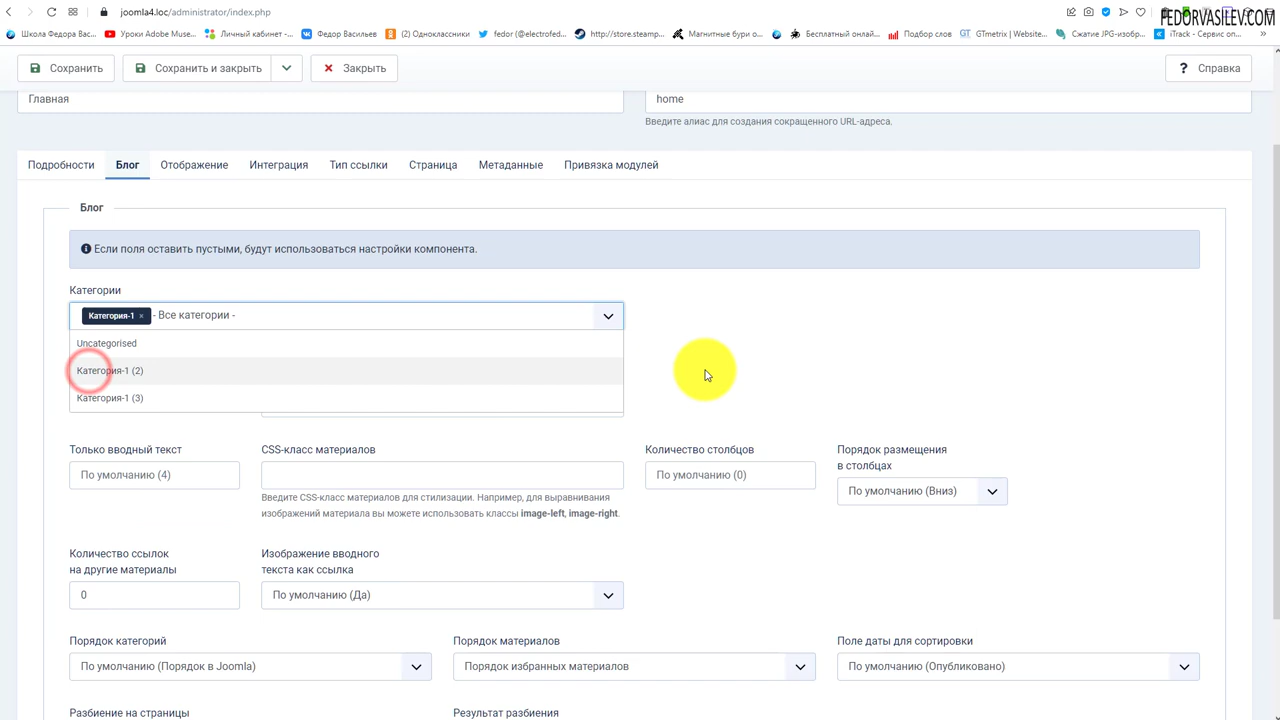 joomla4.loc/administrator/index.php
FEDORVASILEV.COM
Школа Федора Вас...
Уроки Adobe Muse...
Личный кабинет -...
Федор Васильев
(2) Одноклассники
fedor (@electrofed...
http://store.steamp...
Магнитные бури о...
Бесплатный онлай...
Подбор слов
GTmetrix | Website...
Сжатие JPG-изобр...
iTrack - Сервис оп...
Сохранить
Сохранить и закрыть
Закрыть
Справка
Главная
home
Введите алиас для создания сокращенного URL-адреса.
Подробности
Блог
Отображение
Интеграция
Тип ссылки
Страница
Метаданные
Привязка модулей
Блог
Если поля оставить пустыми, будут использоваться настройки компонента.
Категории
Категория-1 × - Все категории -
Uncategorised
Категория-1 (2)
Категория-1 (3)
Только вводный текст
По умолчанию (4)
CSS-класс материалов
Введите CSS-класс материалов для стилизации. Например, для выравнивания
изображений материала вы можете использовать классы image-left, image-right.
Количество столбцов
По умолчанию (0)
Порядок размещения
в столбцах
По умолчанию (Вниз)
Количество ссылок
на другие материалы
0
Изображение вводного
текста как ссылка
По умолчанию (Да)
Порядок категорий
По умолчанию (Порядок в Joomla)
Порядок материалов
Порядок избранных материалов
Поле даты для сортировки
По умолчанию (Опубликовано)
Разбиение на страницы
Результат разбиения